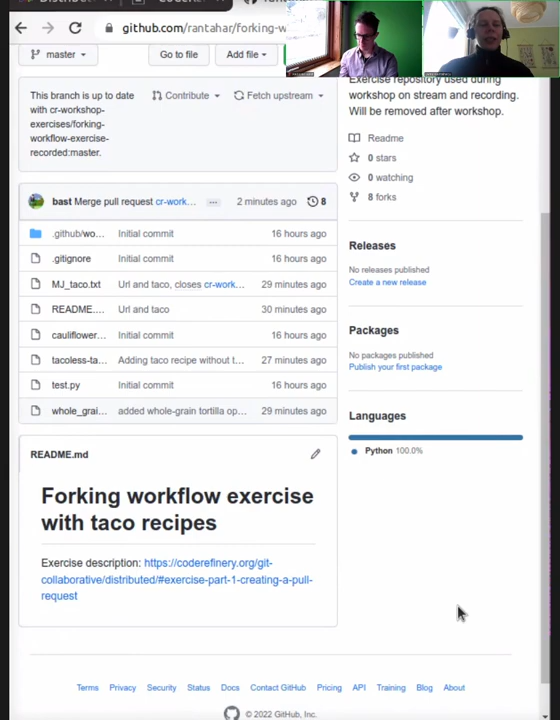 github.com/rantahar/forking-w
master
Go to file
Add file
Exercise repository used during
workshop on stream and recording.
Will be removed after workshop.
This branch is up to date
with cr-workshop-
exercises/forking-
workflow-exercise-
recorded:master.
Contribute
Fetch upstream
Readme
0 stars
0 watching
8 forks
bast Merge pull request cr-work... ... 2 minutes ago 8
.github/wo... Initial commit 16 hours ago
.gitignore Initial commit 16 hours ago
MJ_taco.txt Url and taco, closes cr-work... 29 minutes ago
README.... Url and taco 30 minutes ago
cauliflower... Initial commit 16 hours ago
tacoless-ta... Adding taco recipe without t... 27 minutes ago
test.py Initial commit 16 hours ago
whole_grai... added whole-grain tortilla op... 29 minutes ago
Releases
No releases published
Create a new release
Packages
No packages published
Publish your first package
Languages
Python 100.0%
README.md
Forking workflow exercise
with taco recipes
Exercise description: https://coderefinery.org/git-
collaborative/distributed/#exercise-part-1-creating-a-pull-
request
Terms Privacy Security Status Docs Contact GitHub Pricing API Training Blog About
© 2022 GitHub, Inc.